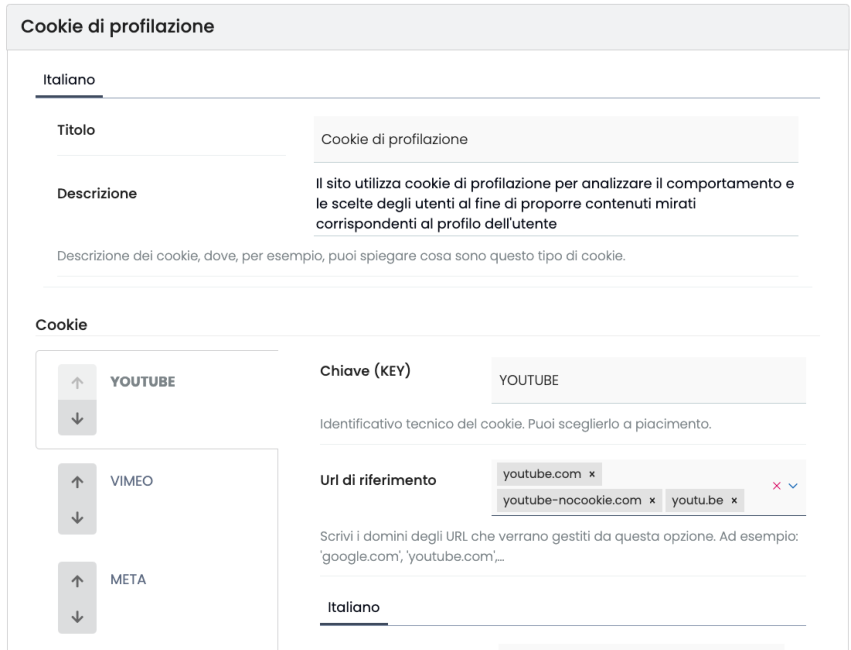 Cookie di profilazione
Italiano
Titolo
Cookie di profilazione
Descrizione
Il sito utilizza cookie di profilazione per analizzare il comportamento e
le scelte degli utenti al fine di proporre contenuti mirati
corrispondenti al profilo dell'utente
Descrizione dei cookie, dove, per esempio, puoi spiegare cosa sono questo tipo di cookie.
Cookie
YOUTUBE
VIMEO
META
Chiave (KEY)
YOUTUBE
Identificativo tecnico del cookie. Puoi sceglierlo a piacimento.
Url di riferimento
youtube.com ×
youtube-nocookie.com × youtu.be ×
Scrivi i domini degli URL che verrano gestiti da questa opzione. Ad esempio:
'google.com', 'youtube.com',...
Italiano